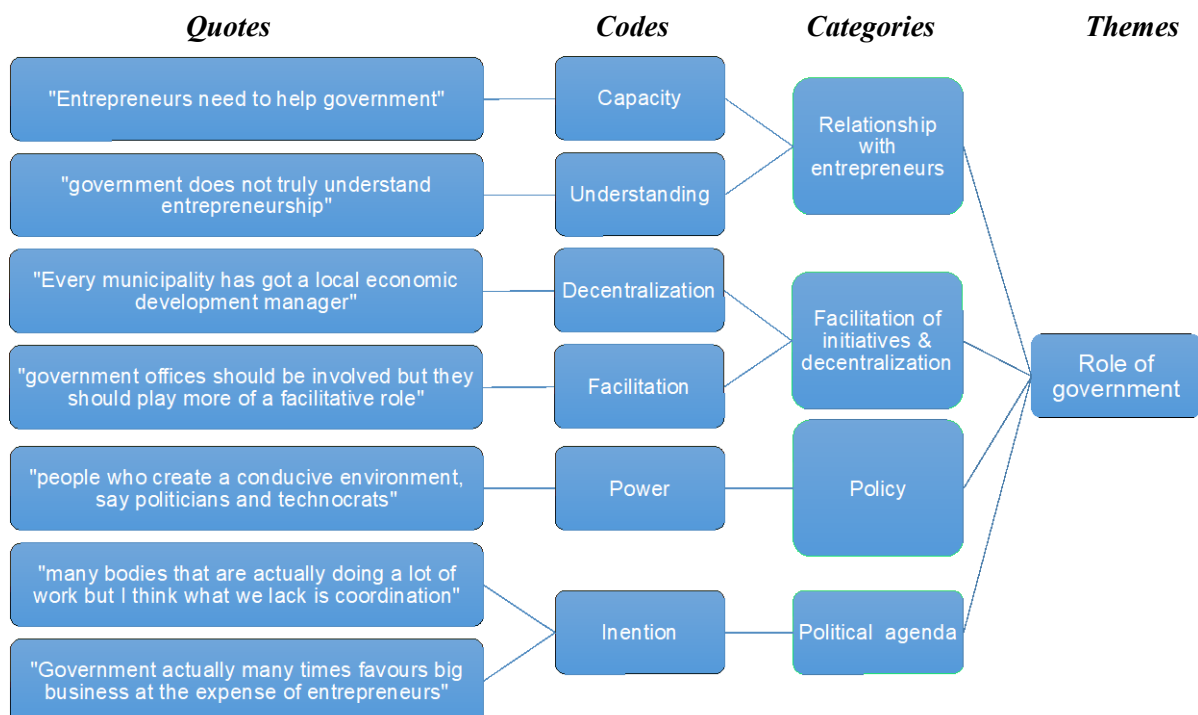 Quotes
Codes
Categories
Themes
"Entrepreneurs need to help government"
Capacity
Relationship
with
entrepreneurs
"government does not truly understand
entrepreneurship"
Understanding
"Every municipality has got a local economic
development manager"
Decentralization
Facilitation of
initiatives &
decentralization
"government offices should be involved but they
should play more of a facilitative role"
Facilitation
Role of
government
"people who create a conducive environment,
say politicians and technocrats"
Power
Policy
"many bodies that are actually doing a lot of
work but I think what we lack is coordination"
Inention
Political agenda
"Government actually many times favours big
business at the expense of entrepreneurs"